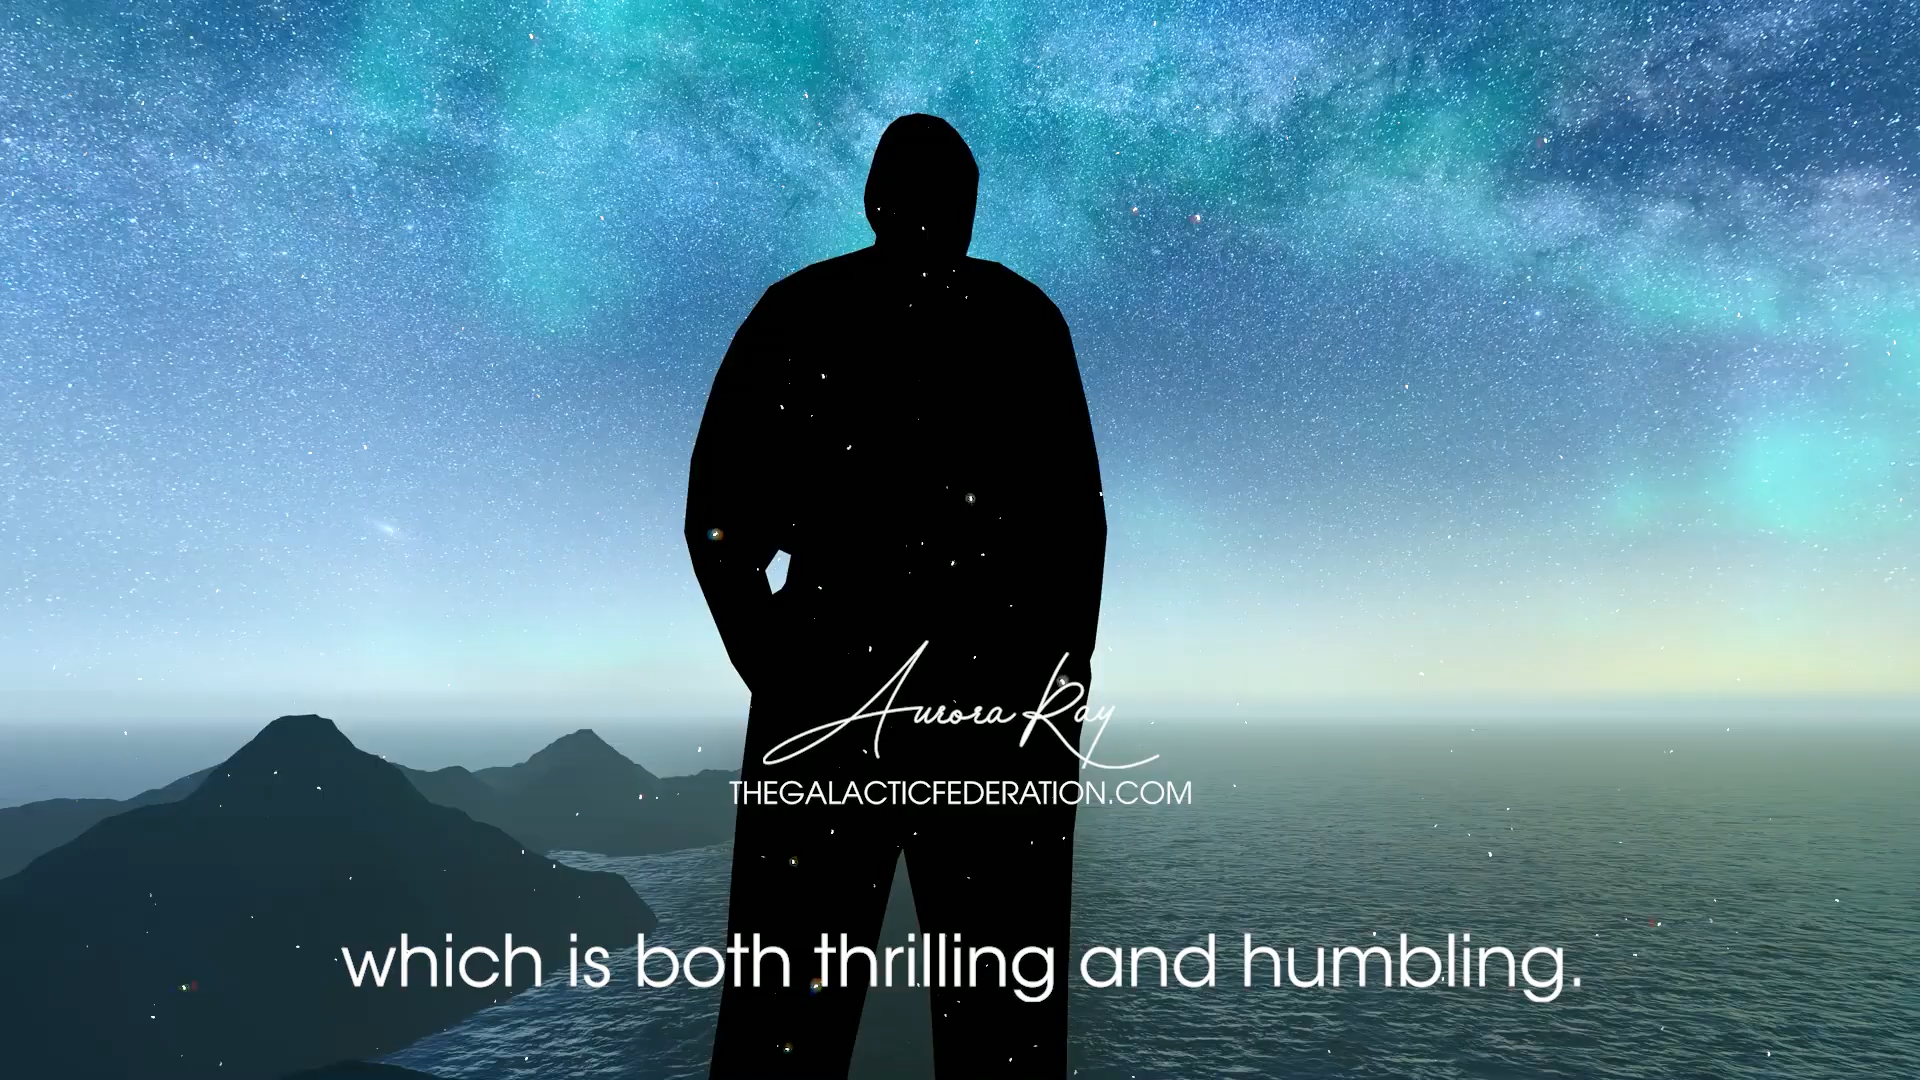 Aurora Ray
THEGALACTICFEDERATION.COM
which is both thrilling and humbling.